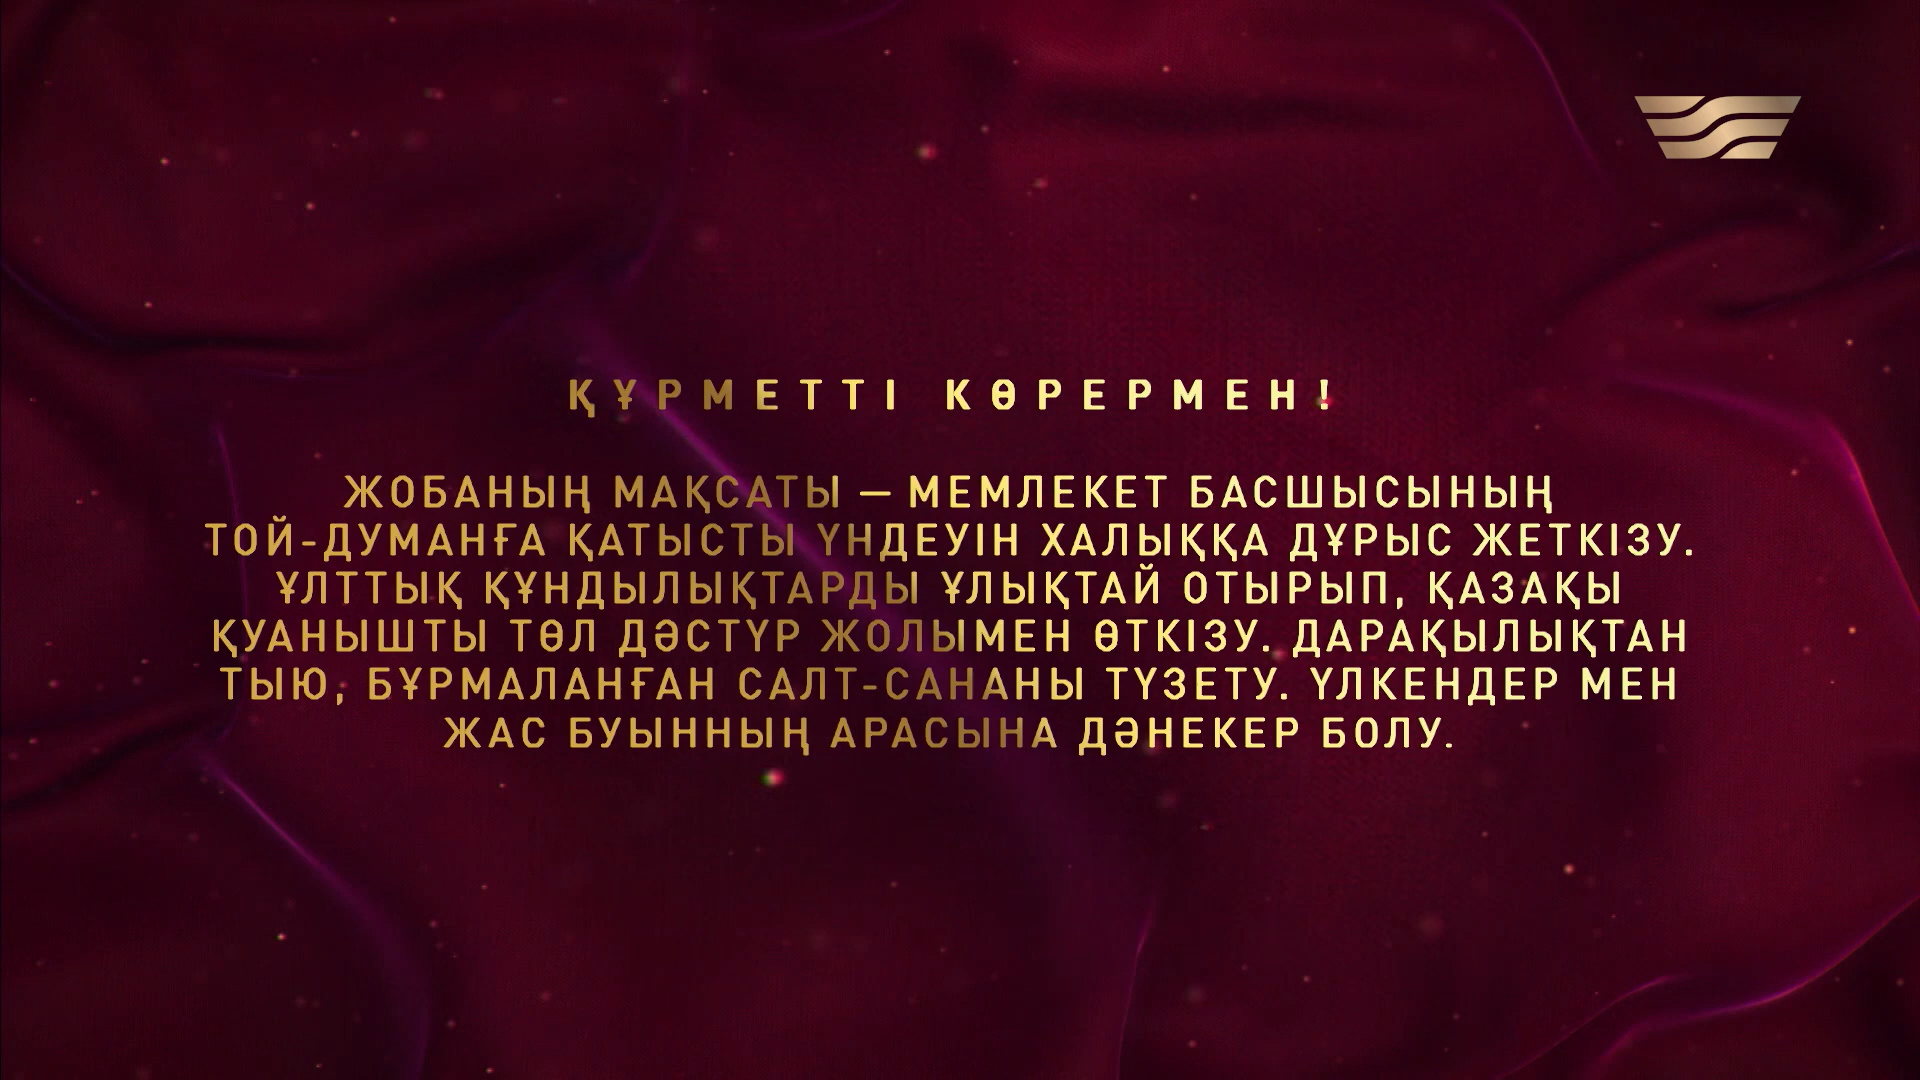 ҚҰРМЕТТІ КӨРЕРМЕН!
ЖОБАНЫҢ МАҚСАТЫ – МЕМЛЕКЕТ БАСШЫСЫНЫҢ
ТОЙ-ДУМАНҒА ҚАТЫСТЫ ҮНДЕУІН ХАЛЫҚҚА ДҰРЫС ЖЕТКІЗУ.
ҰЛТТЫҚ ҚҰНДЫЛЫҚТАРДЫ ҰЛЫҚТАЙ ОТЫРЫП, ҚАЗАҚЫ
ҚУАНЫШТЫ ТӨЛ ДӘСТҮР ЖОЛЫМЕН ӨТКІЗУ. ДАРАҚЫЛЫҚТАН
ТЫЮ, БҰРМАЛАНҒАН САЛТ-САНАНЫ ТҮЗЕТУ. ҮЛКЕНДЕР МЕН
ЖАС БУЫННЫҢ АРАСЫНА ДӘНЕКЕР БОЛУ.